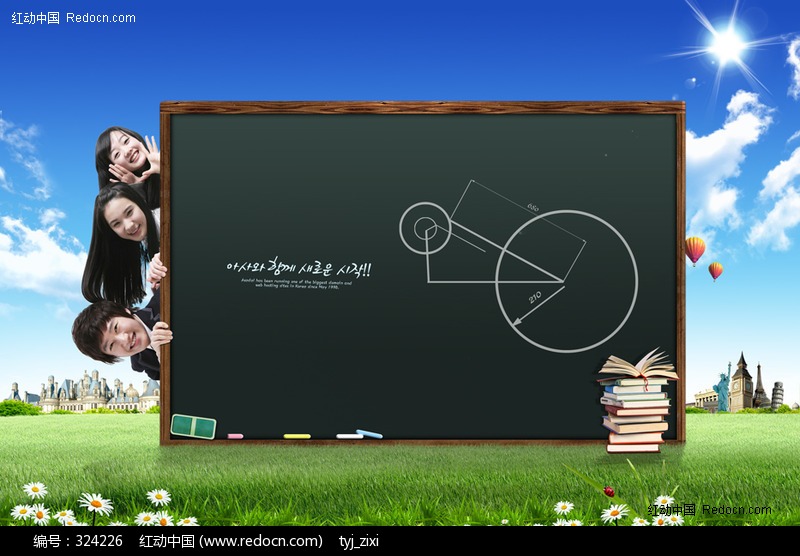 红动中国 Redocn.com
650
아사와 함께 새로운 시작!!
Asadal has been running one of the biggest domain and
web hosting sites in Korea since May 1998.
210
红动中国 Redocn.com
编号：324226 红动中国 (www.redocn.com) tyj_zixi